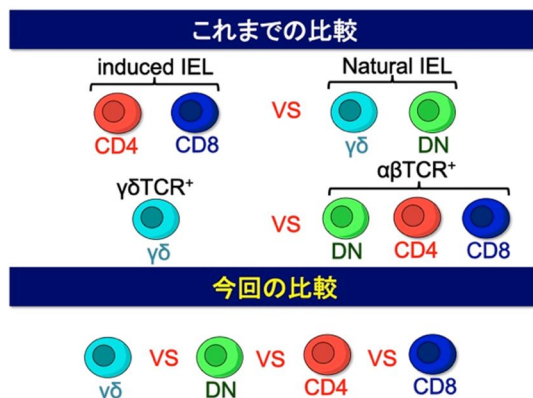 これまでの比較
induced IEL
Natural IEL
VS
CD4
CD8
γδ
DN
γδTCR⁺
αβTCR⁺
VS
γδ
DN
CD4
CD8
今回の比較
VS
VS
VS
γδ
DN
CD4
CD8